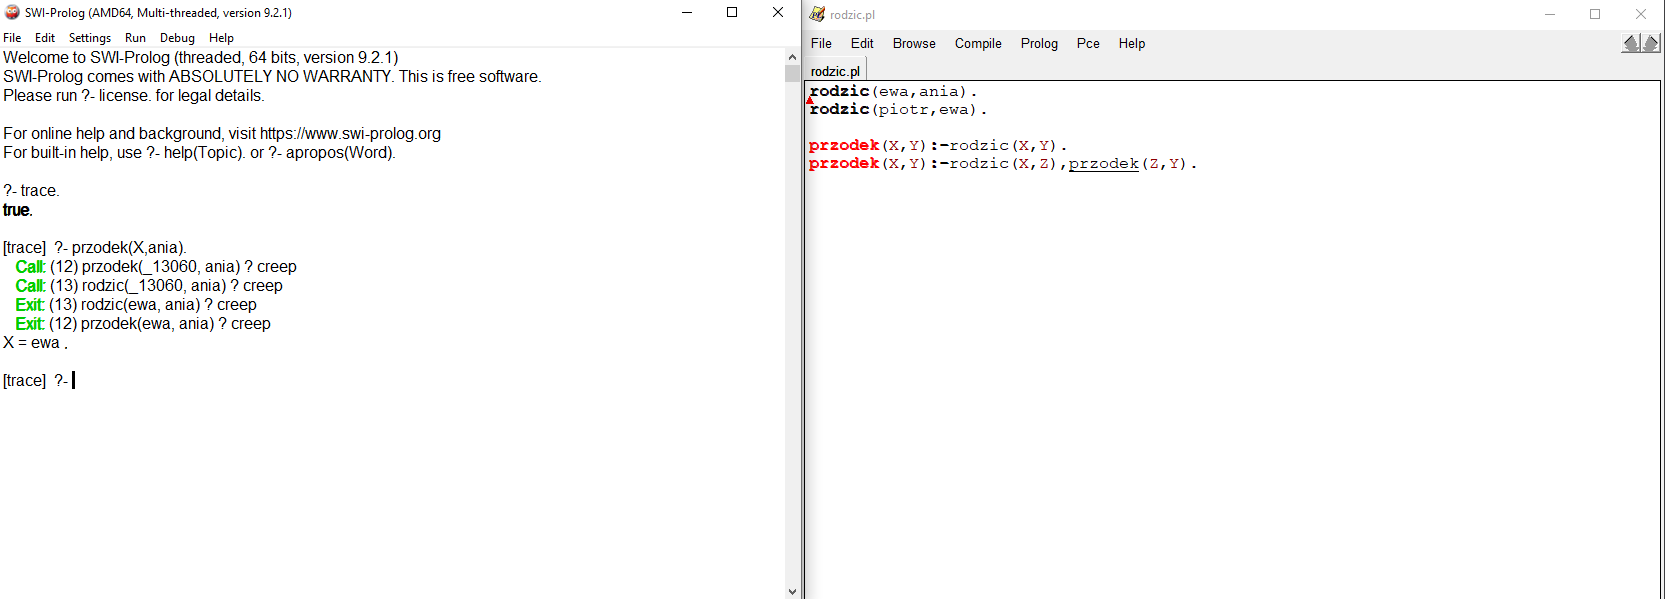 SWI-Prolog (AMD64, Multi-threaded, version 9.2.1)
File Edit Settings Run Debug Help
Welcome to SWI-Prolog (threaded, 64 bits, version 9.2.1)
SWI-Prolog comes with ABSOLUTELY NO WARRANTY. This is free software.
Please run ?- license. for legal details.
For online help and background, visit https://www.swi-prolog.org
For built-in help, use ?- help(Topic). or ?- apropos(Word).
?- trace.
true.
[trace]  ?- przodek(X,ania).
Call: (12) przodek(_13060, ania) ? creep
Call: (13) rodzic(_13060, ania) ? creep
Exit: (13) rodzic(ewa, ania) ? creep
Exit: (12) przodek(ewa, ania) ? creep
X = ewa .
[trace]  ?-
rodzic.pl
File Edit Browse Compile Prolog Pce Help
rodzic.pl
rodzic(ewa,ania).
rodzic(piotr,ewa).
przodek(X,Y):-rodzic(X,Y).
przodek(X,Y):-rodzic(X,Z),przodek(Z,Y).